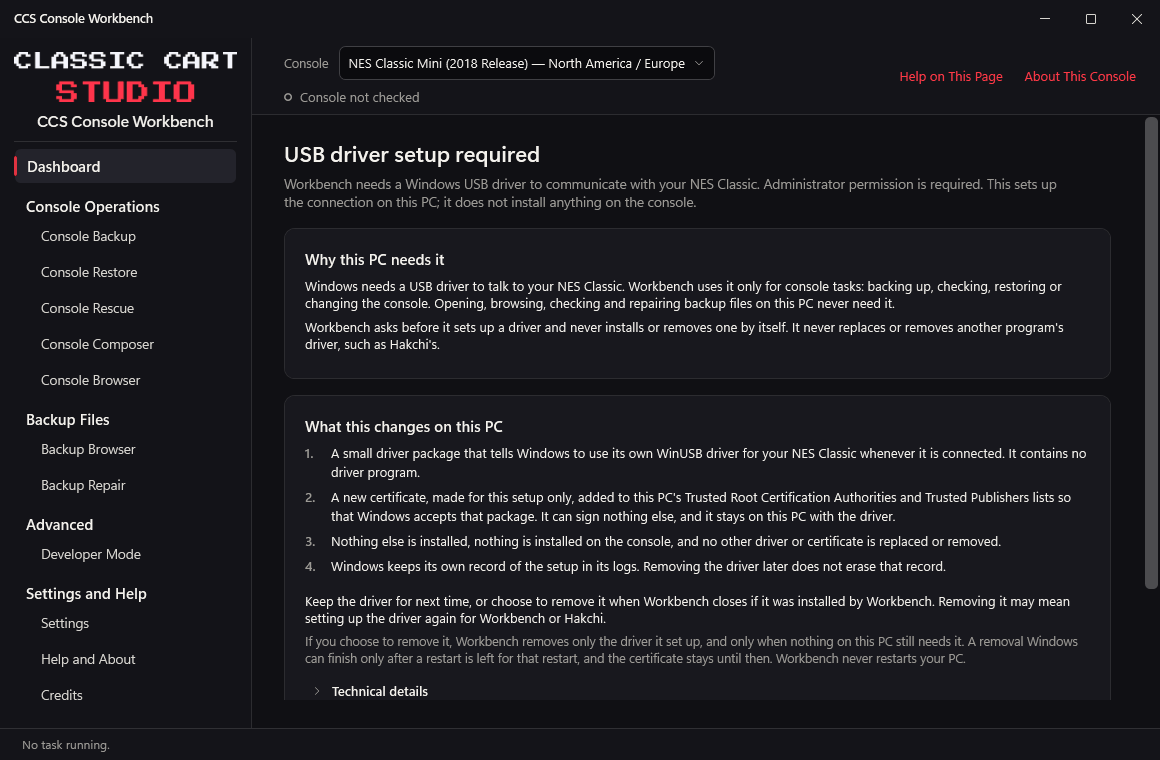 CCS Console Workbench
CLASSIC CART
STUDIO
CCS Console Workbench
Dashboard
Console Operations
Console Backup
Console Restore
Console Rescue
Console Composer
Console Browser
Backup Files
Backup Browser
Backup Repair
Advanced
Developer Mode
Settings and Help
Settings
Help and About
Credits
Console
NES Classic Mini (2018 Release) — North America / Europe
Console not checked
Help on This Page
About This Console
USB driver setup required
Workbench needs a Windows USB driver to communicate with your NES Classic. Administrator permission is required. This sets up
the connection on this PC; it does not install anything on the console.
Why this PC needs it
Windows needs a USB driver to talk to your NES Classic. Workbench uses it only for console tasks: backing up, checking, restoring or
changing the console. Opening, browsing, checking and repairing backup files on this PC never need it.
Workbench asks before it sets up a driver and never installs or removes one by itself. It never replaces or removes another program's
driver, such as Hakchi's.
What this changes on this PC
1. A small driver package that tells Windows to use its own WinUSB driver for your NES Classic whenever it is connected. It contains no
driver program.
2. A new certificate, made for this setup only, added to this PC's Trusted Root Certification Authorities and Trusted Publishers lists so
that Windows accepts that package. It can sign nothing else, and it stays on this PC with the driver.
3. Nothing else is installed, nothing is installed on the console, and no other driver or certificate is replaced or removed.
4. Windows keeps its own record of the setup in its logs. Removing the driver later does not erase that record.
Keep the driver for next time, or choose to remove it when Workbench closes if it was installed by Workbench. Removing it may mean
setting up the driver again for Workbench or Hakchi.
If you choose to remove it, Workbench removes only the driver it set up, and only when nothing on this PC still needs it. A removal Windows
can finish only after a restart is left for that restart, and the certificate stays until then. Workbench never restarts your PC.
Technical details
No task running.